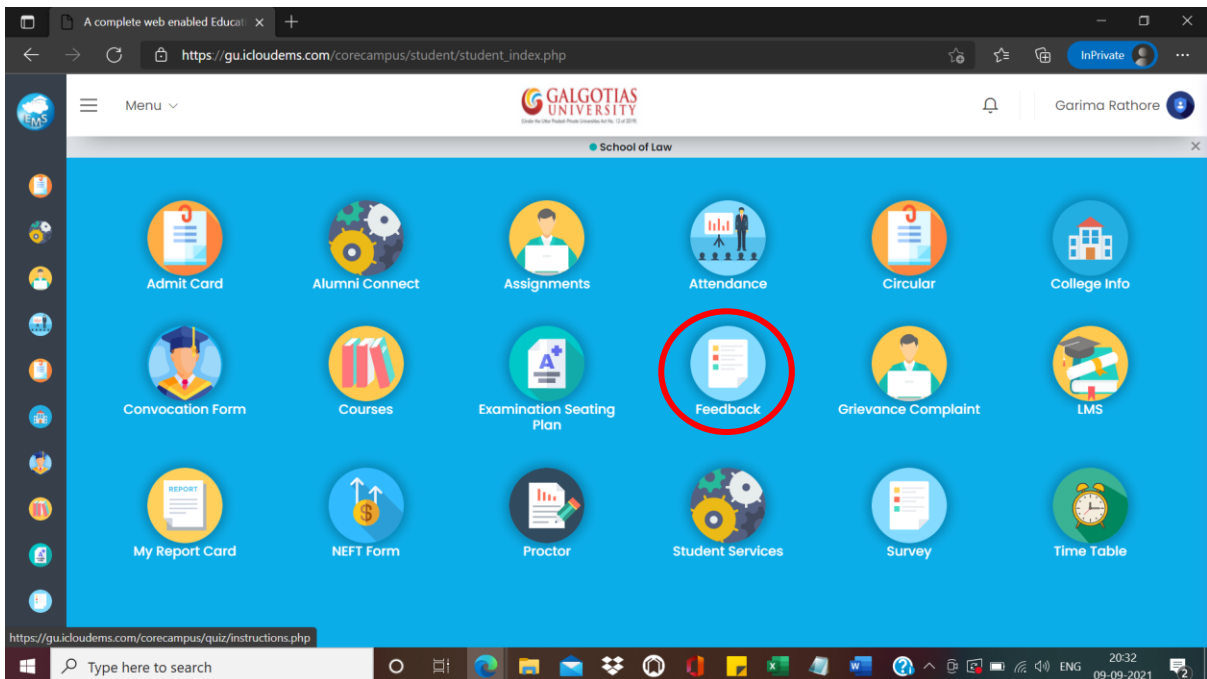 A complete web enabled Educati
https://gu.icloudems.com/corecampus/student/student_index.php
InPrivate
EMS
Menu
GALGOTIAS
UNIVERSITY
Garima Rathore
School of Law
Admit Card
Alumni Connect
Assignments
Attendance
Circular
College Info
Convocation Form
Courses
A+
Examination Seating
Plan
Feedback
Grievance Complaint
LMS
REPORT
My Report Card
$
NEFT Form
Proctor
Student Services
Survey
Time Table
https://gu.icloudems.com/corecampus/quiz/instructions.php
Type here to search
ENG
20:32
09-09-2021
2